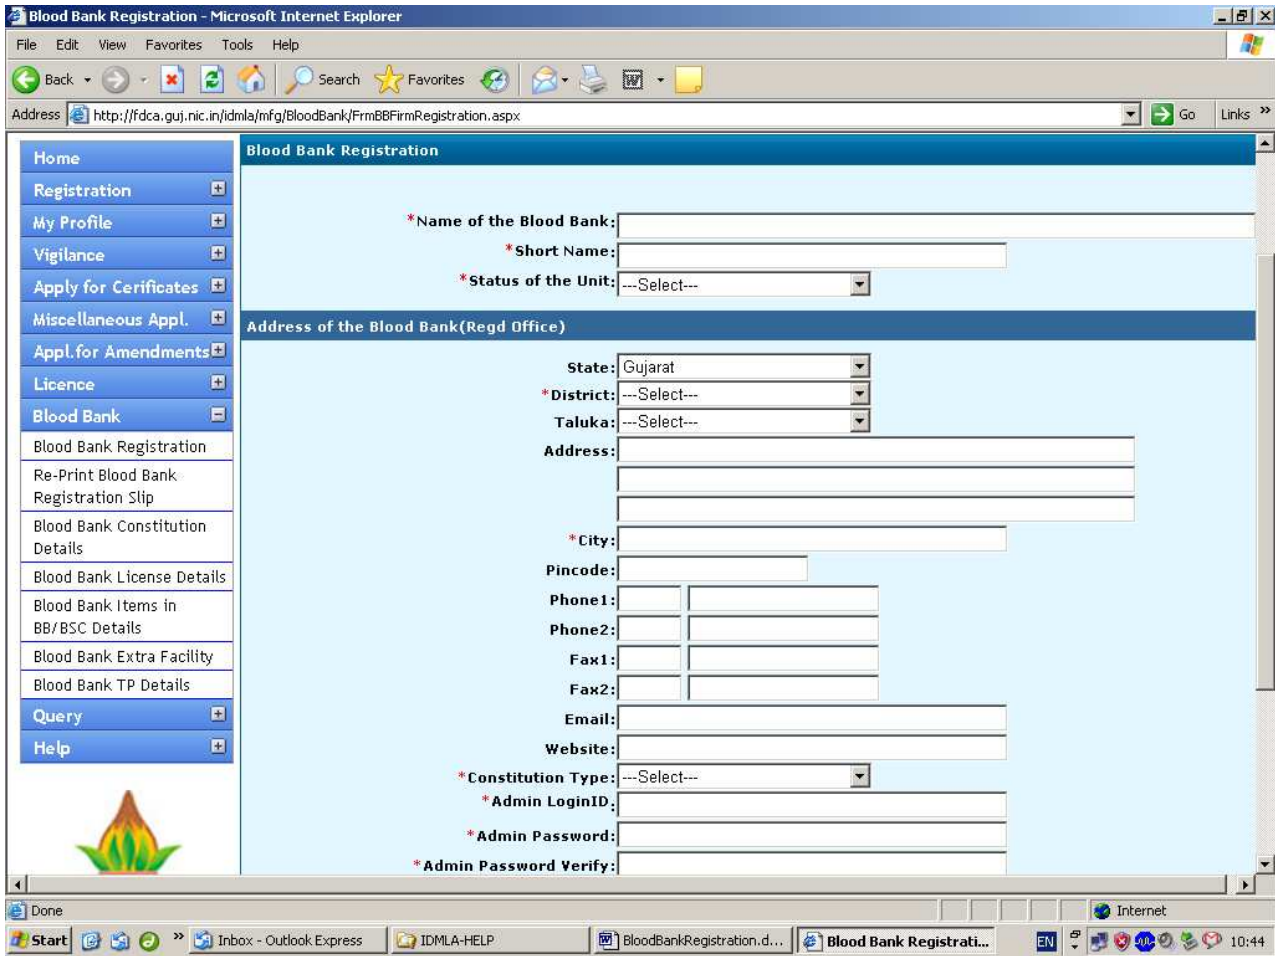 Blood Bank Registration - Microsoft Internet Explorer
File Edit View Favorites Tools Help
Back Search Favorites
Address http://fdca.guj.nic.in/idmla/mfg/BloodBank/FrmBBFirmRegistration.aspx Go Links »
Home
Registration
My Profile
Vigilance
Apply for Cerificates
Miscellaneous Appl.
Appl.for Amendments
Licence
Blood Bank
Blood Bank Registration
Re-Print Blood Bank
Registration Slip
Blood Bank Constitution
Details
Blood Bank License Details
Blood Bank Items in
BB/BSC Details
Blood Bank Extra Facility
Blood Bank TP Details
Query
Help
Blood Bank Registration
*Name of the Blood Bank:
*Short Name:
*Status of the Unit: ---Select---
Address of the Blood Bank(Regd Office)
State: Gujarat
*District: ---Select---
Taluka: ---Select---
Address:
*City:
Pincode:
Phone1:
Phone2:
Fax1:
Fax2:
Email:
Website:
*Constitution Type: ---Select---
*Admin LoginID:
*Admin Password:
*Admin Password Verify:
Done Internet
Start » Inbox - Outlook Express IDMLA-HELP BloodBankRegistration.d... Blood Bank Registrati... EN 10:44